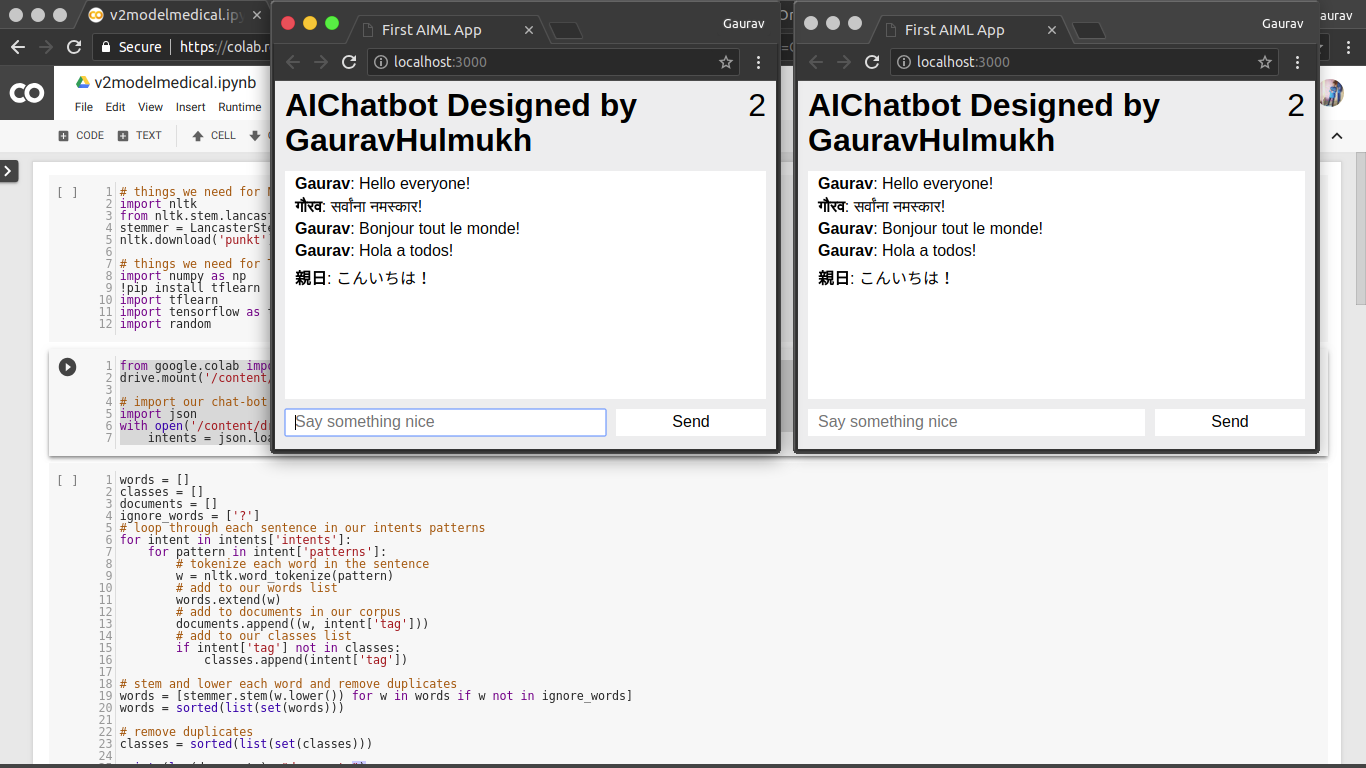 v2modelmedical.ipy
Secure
https://colab.r
v2modelmedical.ipynb
File Edit View Insert Runtime
CODE TEXT CELL
[ ]
1 # things we need for
2 import nltk
3 from nltk.stem.lancast
4 stemmer = LancasterSte
5 nltk.download('punkt'
6
7 # things we need for
8 import numpy as np
9 !pip install tflearn
10 import tflearn
11 import tensorflow as
12 import random
1 from google.colab impo
2 drive.mount('/content/
3
4 # import our chat-bot
5 import json
6 with open('/content/dr
7 intents = json.loa
[ ]
1 words = []
2 classes = []
3 documents = []
4 ignore_words = ['?']
5 # loop through each sentence in our intents patterns
6 for intent in intents['intents']:
7 for pattern in intent['patterns']:
8 # tokenize each word in the sentence
9 w = nltk.word_tokenize(pattern)
10 # add to our words list
11 words.extend(w)
12 # add to documents in our corpus
13 documents.append((w, intent['tag']))
14 # add to our classes list
15 if intent['tag'] not in classes:
16 classes.append(intent['tag'])
17
18 # stem and lower each word and remove duplicates
19 words = [stemmer.stem(w.lower()) for w in words if w not in ignore_words]
20 words = sorted(list(set(words)))
21
22 # remove duplicates
23 classes = sorted(list(set(classes)))
24
Gaurav
First AIML App
localhost:3000
AIChatbot Designed by
GauravHulmukh
2
Gaurav: Hello everyone!
गौरव: सर्वांना नमस्कार!
Gaurav: Bonjour tout le monde!
Gaurav: Hola a todos!
親日: こんいちは！
Say something nice
Send
Gaurav
First AIML App
localhost:3000
AIChatbot Designed by
GauravHulmukh
2
Gaurav: Hello everyone!
गौरव: सर्वांना नमस्कार!
Gaurav: Bonjour tout le monde!
Gaurav: Hola a todos!
親日: こんいちは！
Say something nice
Send
aurav